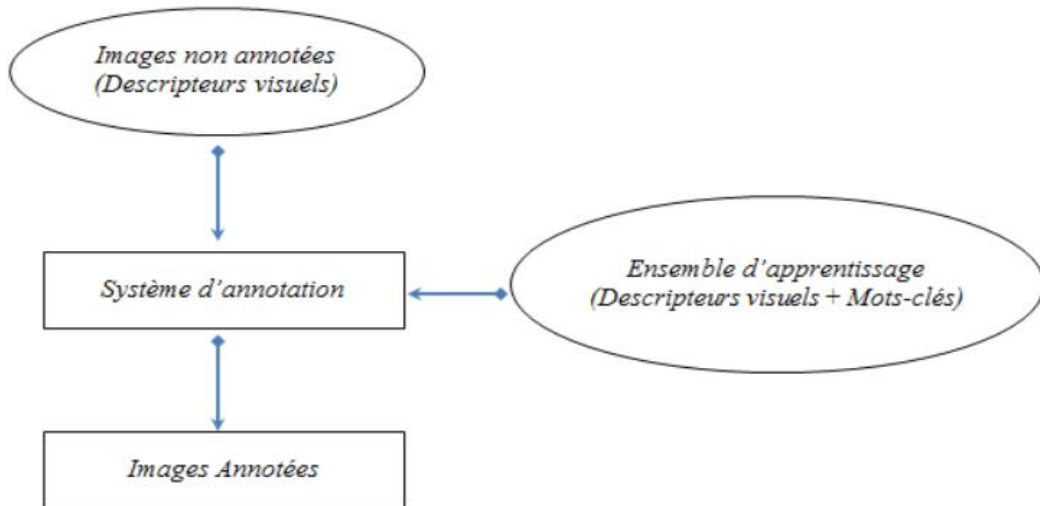 Images non annotées
(Descripteurs visuels)
Système d’annotation
Ensemble d’apprentissage
(Descripteurs visuels + Mots-clés)
Images Annotées